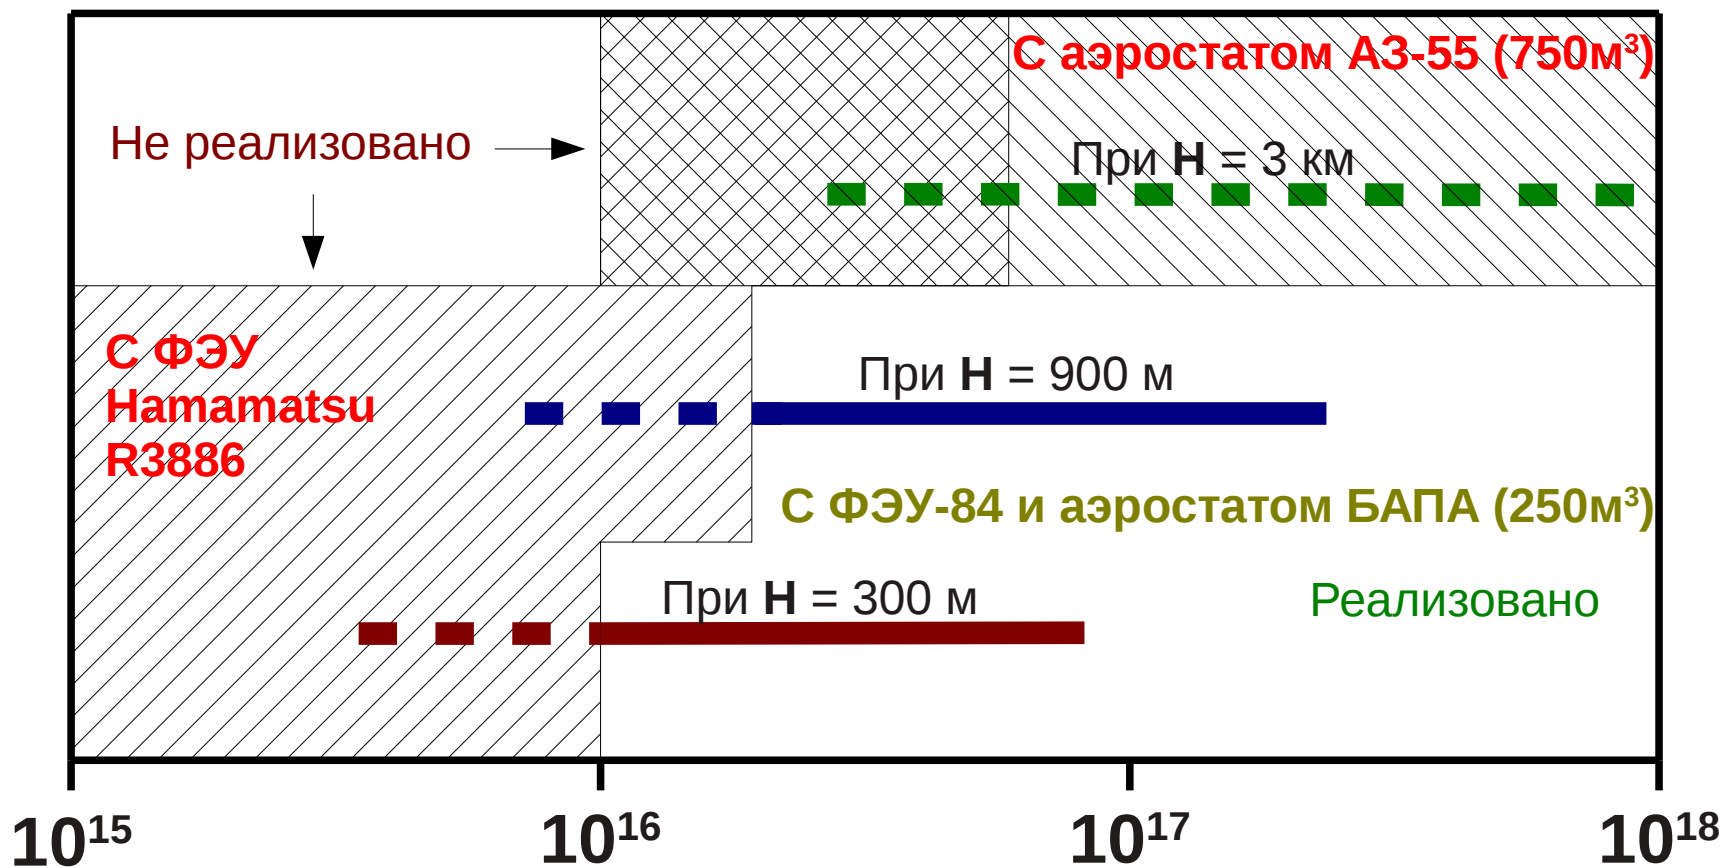 С аэростатом АЗ-55 (750м³)
Не реализовано
При H = 3 км
С ФЭУ
Hamamatsu
R3886
При H = 900 м
С ФЭУ-84 и аэростатом БАПА (250м³)
При H = 300 м
Реализовано
10¹⁵ 10¹⁶ 10¹⁷ 10¹⁸